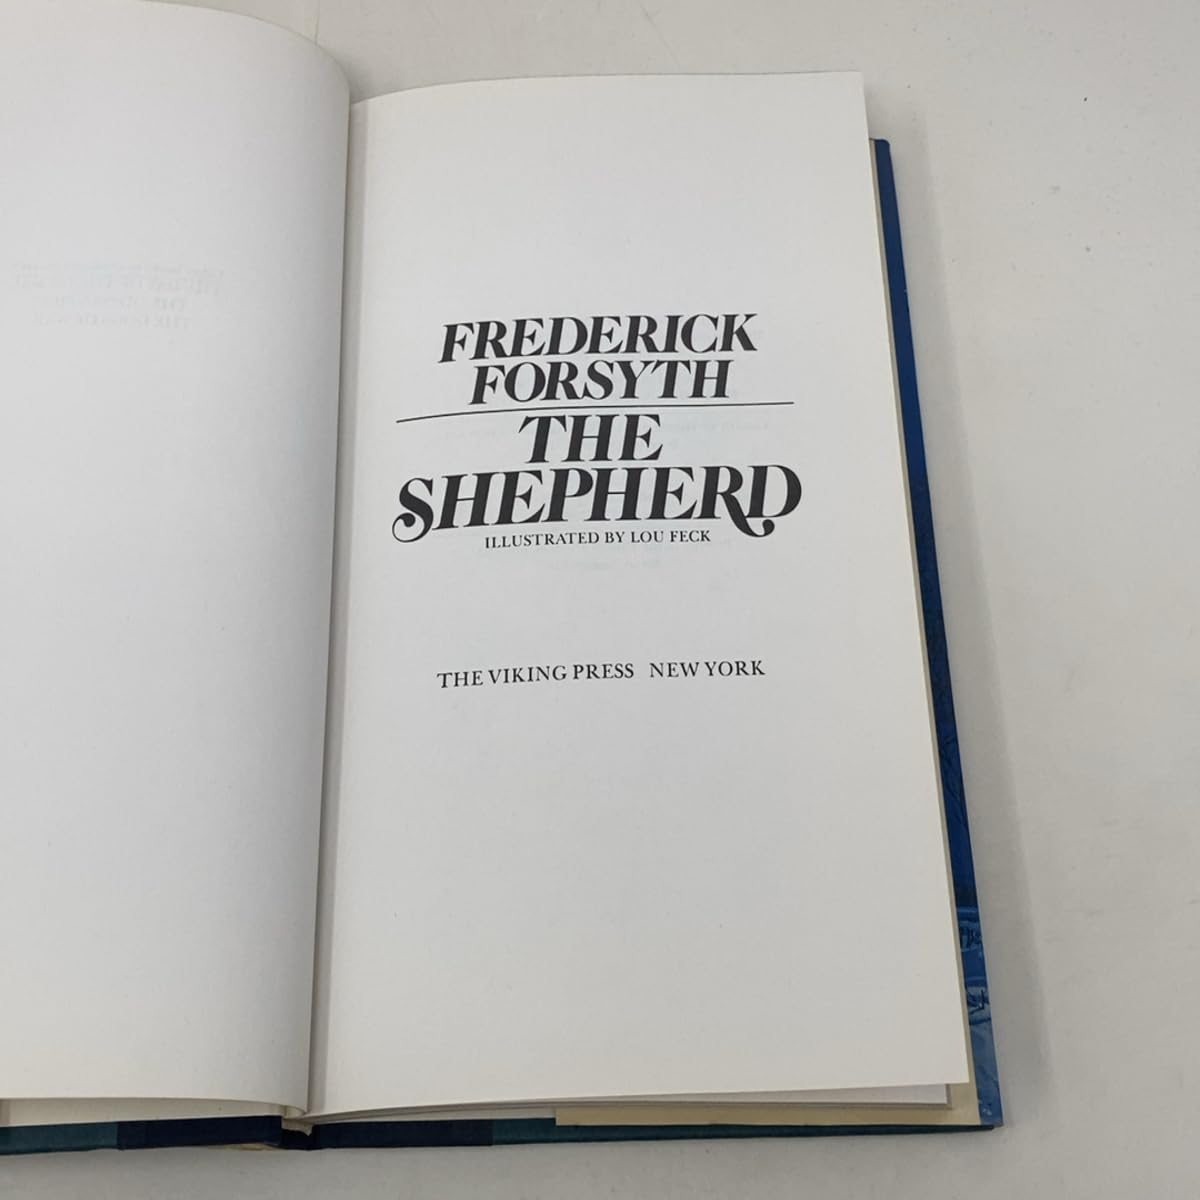 FREDERICK
FORSYTH
THE
SHEPHERD
ILLUSTRATED BY LOU FECK
THE VIKING PRESS NEW YORK